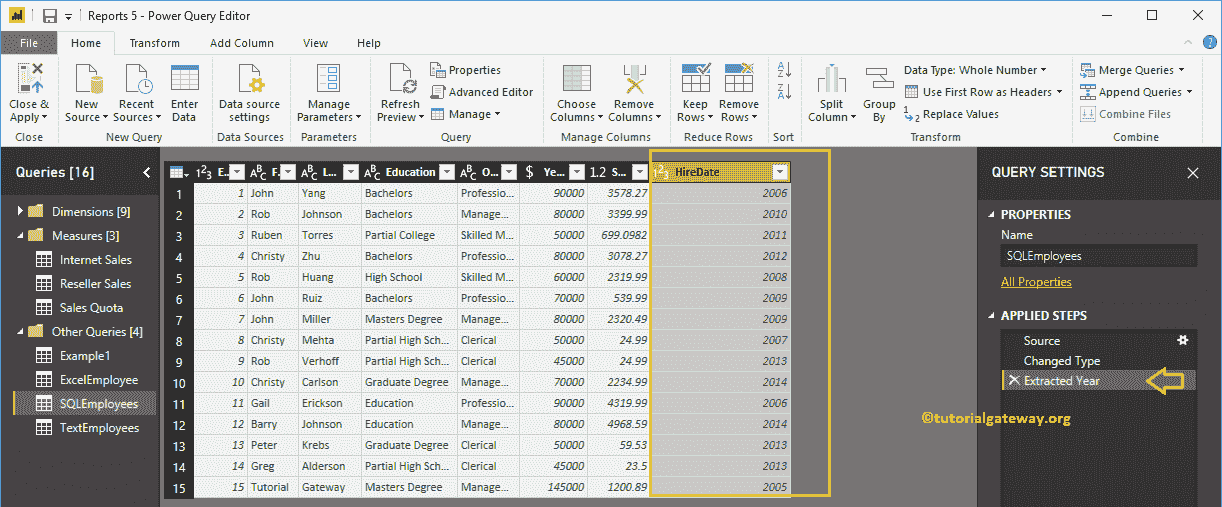 Reports 5 - Power Query Editor
File Home Transform Add Column View Help
Close & Apply
New Source
Recent Sources
Enter Data
Data source settings
Manage Parameters
Refresh Preview
Properties
Advanced Editor
Manage
Choose Columns
Remove Columns
Keep Rows
Remove Rows
A Z
Z A
Split Column
Group By
Data Type: Whole Number
Use First Row as Headers
1 2 Replace Values
Merge Queries
Append Queries
Combine Files
Close New Query Data Sources Parameters Query Manage Columns Reduce Rows Sort Transform Combine
Queries [16]
Dimensions [9]
Measures [3]
Internet Sales
Reseller Sales
Sales Quota
Other Queries [4]
Example1
ExcelEmployee
SQLEmployees
TextEmployees
123 E... ABC F... ABC L... ABC Education ABC O... $ Ye... 1.2 S... 123 HireDate
1 1 John Yang Bachelors Professio... 90000 3578.27 2006
2 2 Rob Johnson Bachelors Manage... 80000 3399.99 2010
3 3 Ruben Torres Partial College Skilled M... 50000 699.0982 2011
4 4 Christy Zhu Bachelors Manage... 80000 3078.27 2012
5 5 Rob Huang High School Skilled M... 60000 2319.99 2008
6 6 John Ruiz Bachelors Professio... 70000 539.99 2009
7 7 John Miller Masters Degree Manage... 80000 2320.49 2009
8 8 Christy Mehta Partial High Sch... Clerical 50000 24.99 2007
9 9 Rob Verhoff Partial High Sch... Clerical 45000 24.99 2013
10 10 Christy Carlson Graduate Degree Manage... 70000 2234.99 2014
11 11 Gail Erickson Education Professio... 90000 4319.99 2006
12 12 Barry Johnson Education Manage... 80000 4968.59 2014
13 13 Peter Krebs Graduate Degree Clerical 50000 59.53 2013
14 14 Greg Alderson Partial High Sch... Clerical 45000 23.5 2013
15 15 Tutorial Gateway Masters Degree Manage... 145000 1200.89 2005
QUERY SETTINGS
PROPERTIES
Name
SQLEmployees
All Properties
APPLIED STEPS
Source
Changed Type
Extracted Year
©tutorialgateway.org